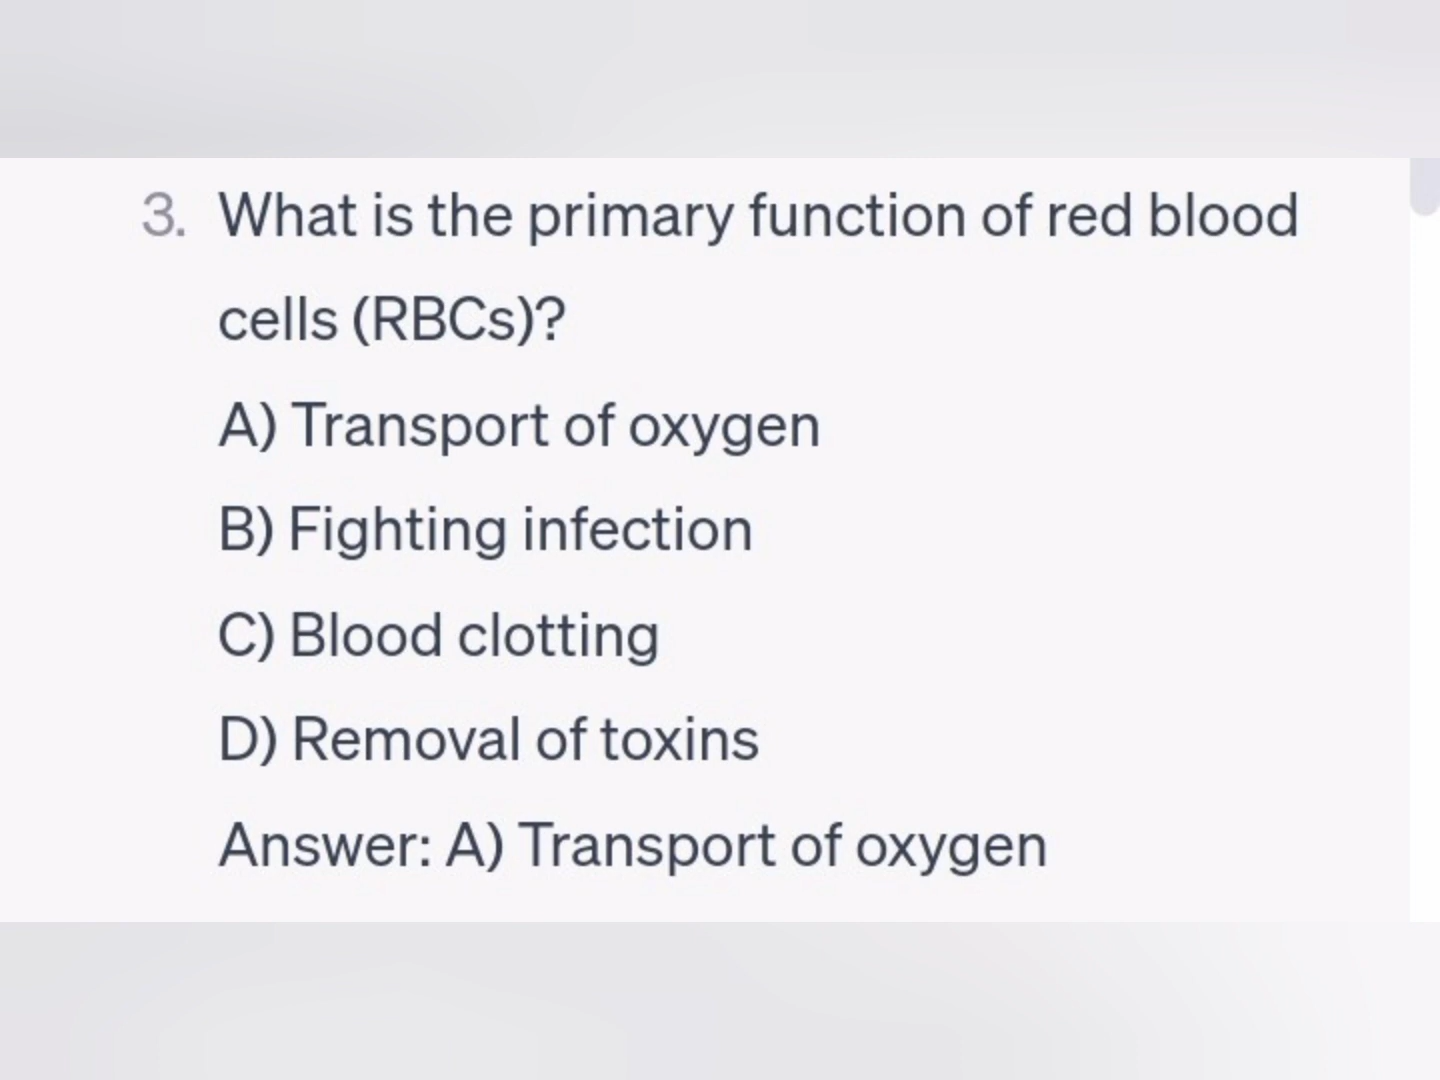 3. What is the primary function of red blood
cells (RBCs)?
A) Transport of oxygen
B) Fighting infection
C) Blood clotting
D) Removal of toxins
Answer: A) Transport of oxygen